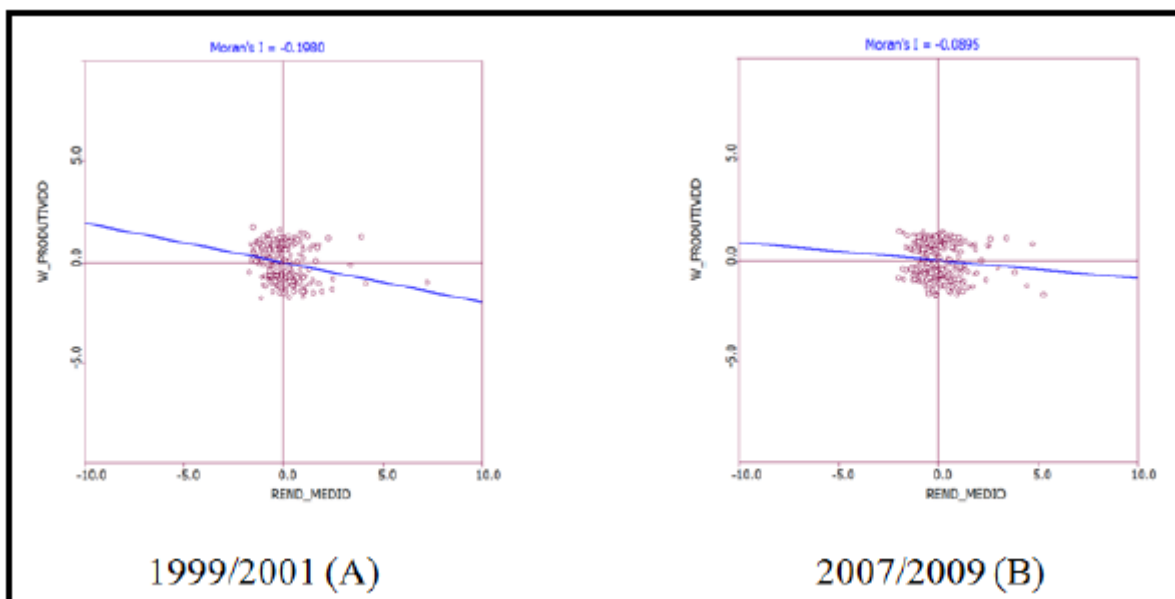 Moran's I = -0.1980
5.0
0.0
-5.0
W_PRODUTIVDD
-10.0 -5.0 0.0 5.0 10.0
REND_MEDIO
1999/2001 (A)
Moran's I = -0.0895
5.0
0.0
-5.0
W_PRODUTIVDD
-10.0 -5.0 0.0 5.0 10.0
REND_MEDIO
2007/2009 (B)